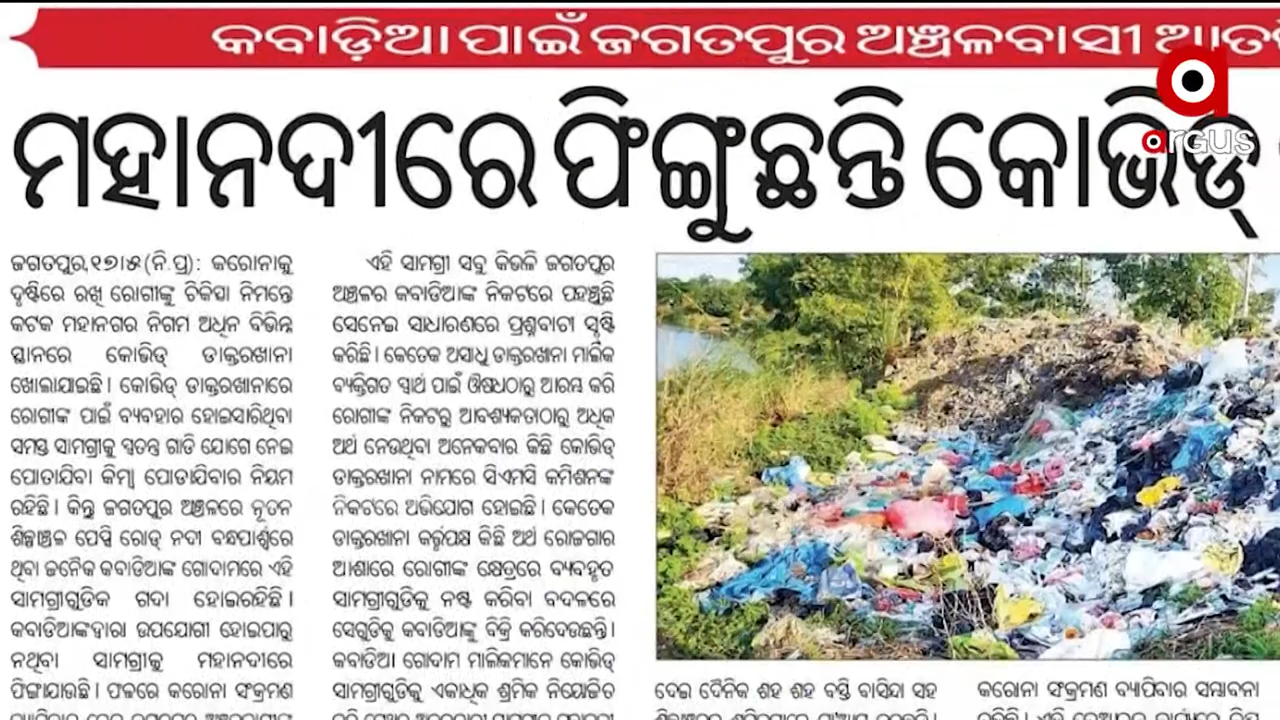 କବାଡ଼ିଆ ପାଇଁ ଜଗତପୁର ଅଞ୍ଚଳବାସୀ
argus
ମହାନଦୀରେ ଫିଙ୍ଗୁଛନ୍ତି କୋଭିଡ୍
ଜଗତପୁର,୧୭।୫(ନି.ପ୍ର): କରୋନାକୁ
ଦୃଷ୍ଟିରେ ରଖି ରୋଗୀଙ୍କୁ ଚିକିତ୍ସା ନିମନ୍ତେ
କଟକ ମହାନଗର ନିଗମ ଅଧିନ ବିଭିନ୍ନ
ସ୍ଥାନରେ କୋଭିଡ୍ ଡାକ୍ତରଖାନା
ଖୋଲାଯାଇଛି। କୋଭିଡ୍ ଡାକ୍ତରଖାନାରେ
ରୋଗୀଙ୍କ ପାଇଁ ବ୍ୟବହାର ହୋଇସାରିଥିବା
ସମସ୍ତ ସାମଗ୍ରୀକୁ ସ୍ୱତନ୍ତ୍ର ଗାଡି ଯୋଗେ ନେଇ
ପୋତାଯିବା କିମ୍ବା ପୋଡାଯିବାର ନିୟମ
ରହିଛି। କିନ୍ତୁ ଜଗତପୁର ଅଞ୍ଚଳରେ ନୂତନ
ଶିଳ୍ପାଞ୍ଚଳ ପେପ୍ସି ରୋଡ୍ ନଦୀ ବନ୍ଧପାର୍ଶ୍ୱରେ
ଥିବା ଜନୈକ କବାଡିଆଙ୍କ ଗୋଦାମରେ ଏହି
ସାମଗ୍ରୀଗୁଡିକ ଗଦା ହୋଇରହିଛି।
କବାଡିଆଙ୍କଦ୍ୱାରା ଉପଯୋଗୀ ହୋଇପାରୁ
ନଥିବା ସାମଗ୍ରୀକୁ ମହାନଦୀରେ
ଫିଙ୍ଗାଯାଉଛି। ଫଳରେ କରୋନା ସଂକ୍ରମଣ
ଏହି ସାମଗ୍ରୀ ସବୁ କିଭଳି ଜଗତପୁର
ଅଞ୍ଚଳର କବାଡିଆଙ୍କ ନିକଟରେ ପହଞ୍ଚୁଛି
ସେନେଇ ସାଧାରଣରେ ପ୍ରଶ୍ନବାଚୀ ସୃଷ୍ଟି
କରିଛି। କେତେକ ଅସାଧୁ ଡାକ୍ତରଖନା ମାଲିକ
ବ୍ୟକ୍ତିଗତ ସ୍ୱାର୍ଥ ପାଇଁ ଔଷଧଠାରୁ ଆରମ୍ଭ କରି
ରୋଗୀଙ୍କ ନିକଟରୁ ଆବଶ୍ୟକତାଠାରୁ ଅଧିକ
ଅର୍ଥ ନେଉଥିବା ଅନେକବାର କିଛି କୋଭିଡ୍
ଡାକ୍ତରଖାନା ନାମରେ ସିଏମସି କମିଶନଙ୍କ
ନିକଟରେ ଅଭିଯୋଗ ହୋଇଛି। କେତେକ
ଡାକ୍ତରଖାନା କର୍ତ୍ତୃପକ୍ଷ କିଛି ଅର୍ଥ ରୋଜଗାର
ଆଶାରେ ରୋଗୀଙ୍କ କ୍ଷେତ୍ରରେ ବ୍ୟବହୃତ
ସାମଗ୍ରୀଗୁଡିକୁ ନଷ୍ଟ କରିବା ବଦଳରେ
ସେଗୁଡିକୁ କବାଡିଆଙ୍କୁ ବିକ୍ରି କରିଦେଉଛନ୍ତି।
କବାଡିଆ ଗୋଦାମ ମାଲିକମାନେ କୋଭିଡ୍
ସାମଗ୍ରୀଗୁଡିକୁ ଏକାଧିକ ଶ୍ରମିକ ନିୟୋଜିତ
ଦେଇ ଦୈନିକ ଶହ ଶହ ବସ୍ତି ବାସିନ୍ଦା ସହ
କରୋନା ସଂକ୍ରମଣ ବ୍ୟାପିବାର ସମ୍ଭାବନା